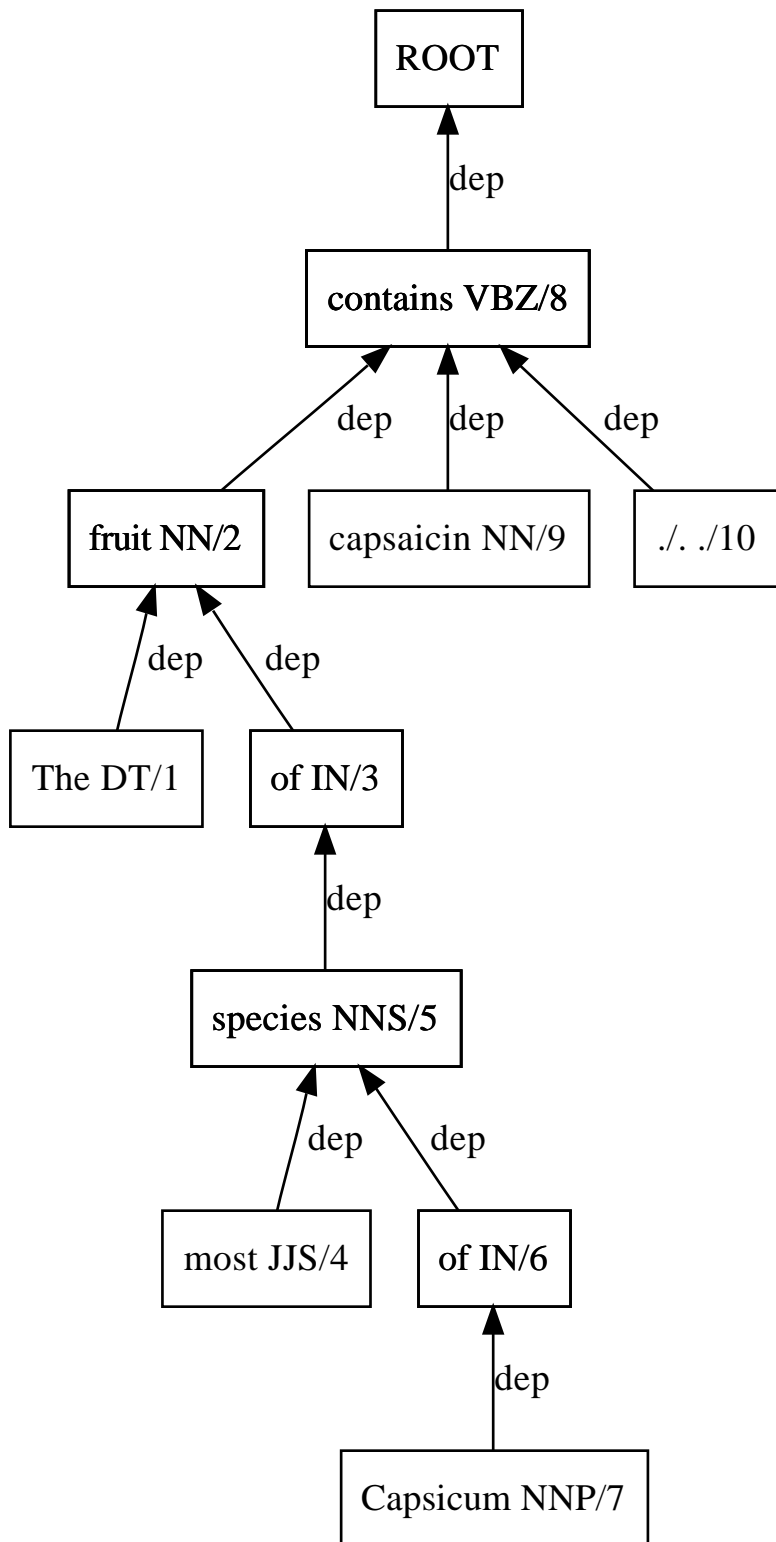 ROOT
dep
contains VBZ/8
dep dep dep
fruit NN/2 capsaicin NN/9 ./. ./10
dep dep
The DT/1 of IN/3
dep
species NNS/5
dep dep
most JJS/4 of IN/6
dep
Capsicum NNP/7